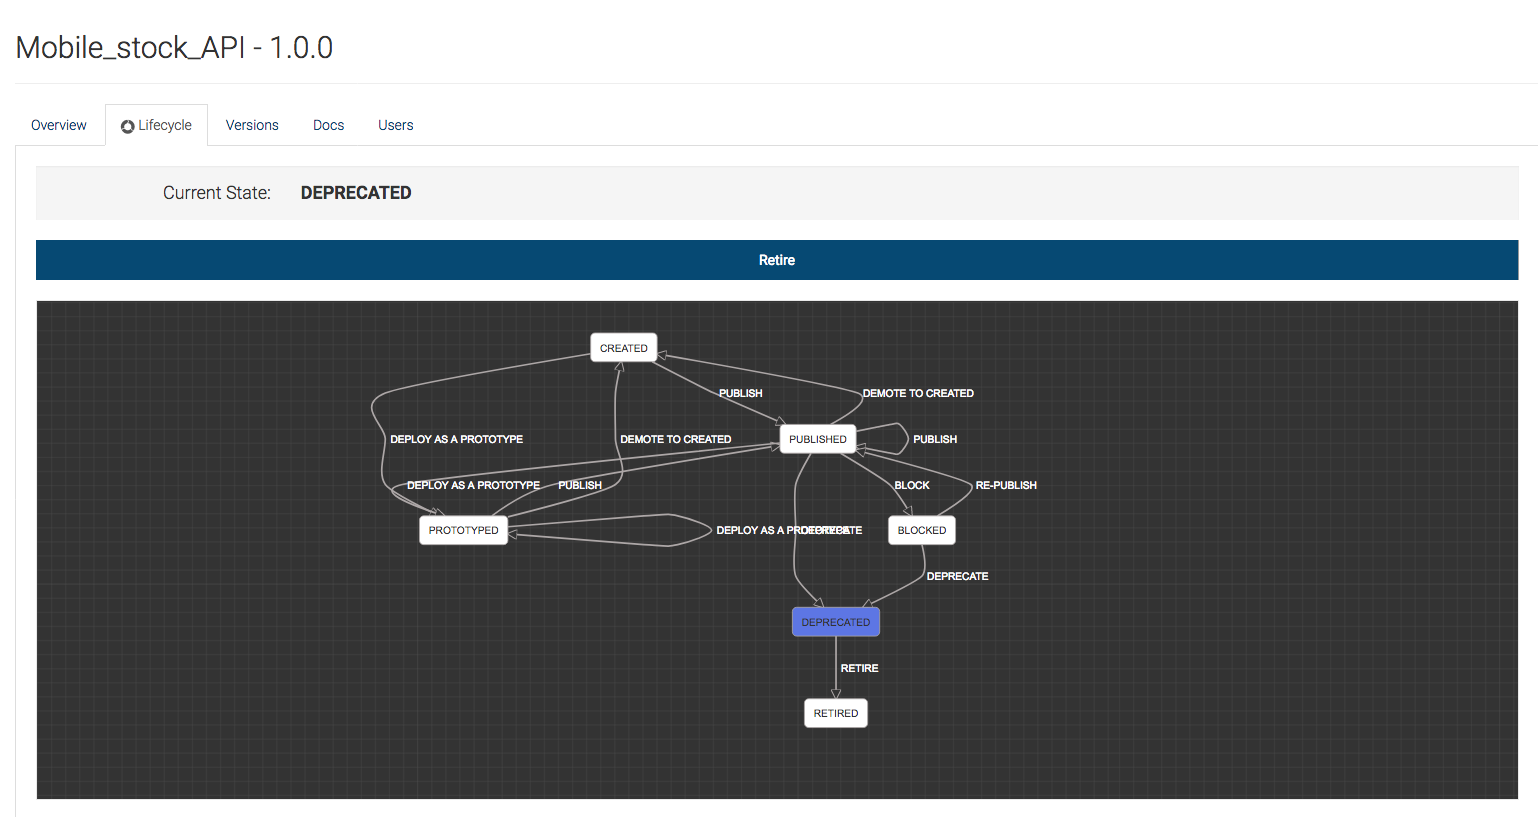 Mobile_stock_API - 1.0.0
Overview
Lifecycle
Versions
Docs
Users
Current State: DEPRECATED
Retire
CREATED
PUBLISH
DEMOTE TO CREATED
DEPLOY AS A PROTOTYPE
DEMOTE TO CREATED
PUBLISHED
PUBLISH
DEPLOY AS A PROTOTYPE
PUBLISH
BLOCK
RE-PUBLISH
PROTOTYPED
DEPLOY AS A PROTOTYPE
DEPRECATE
BLOCKED
DEPRECATE
DEPRECATED
RETIRE
RETIRED